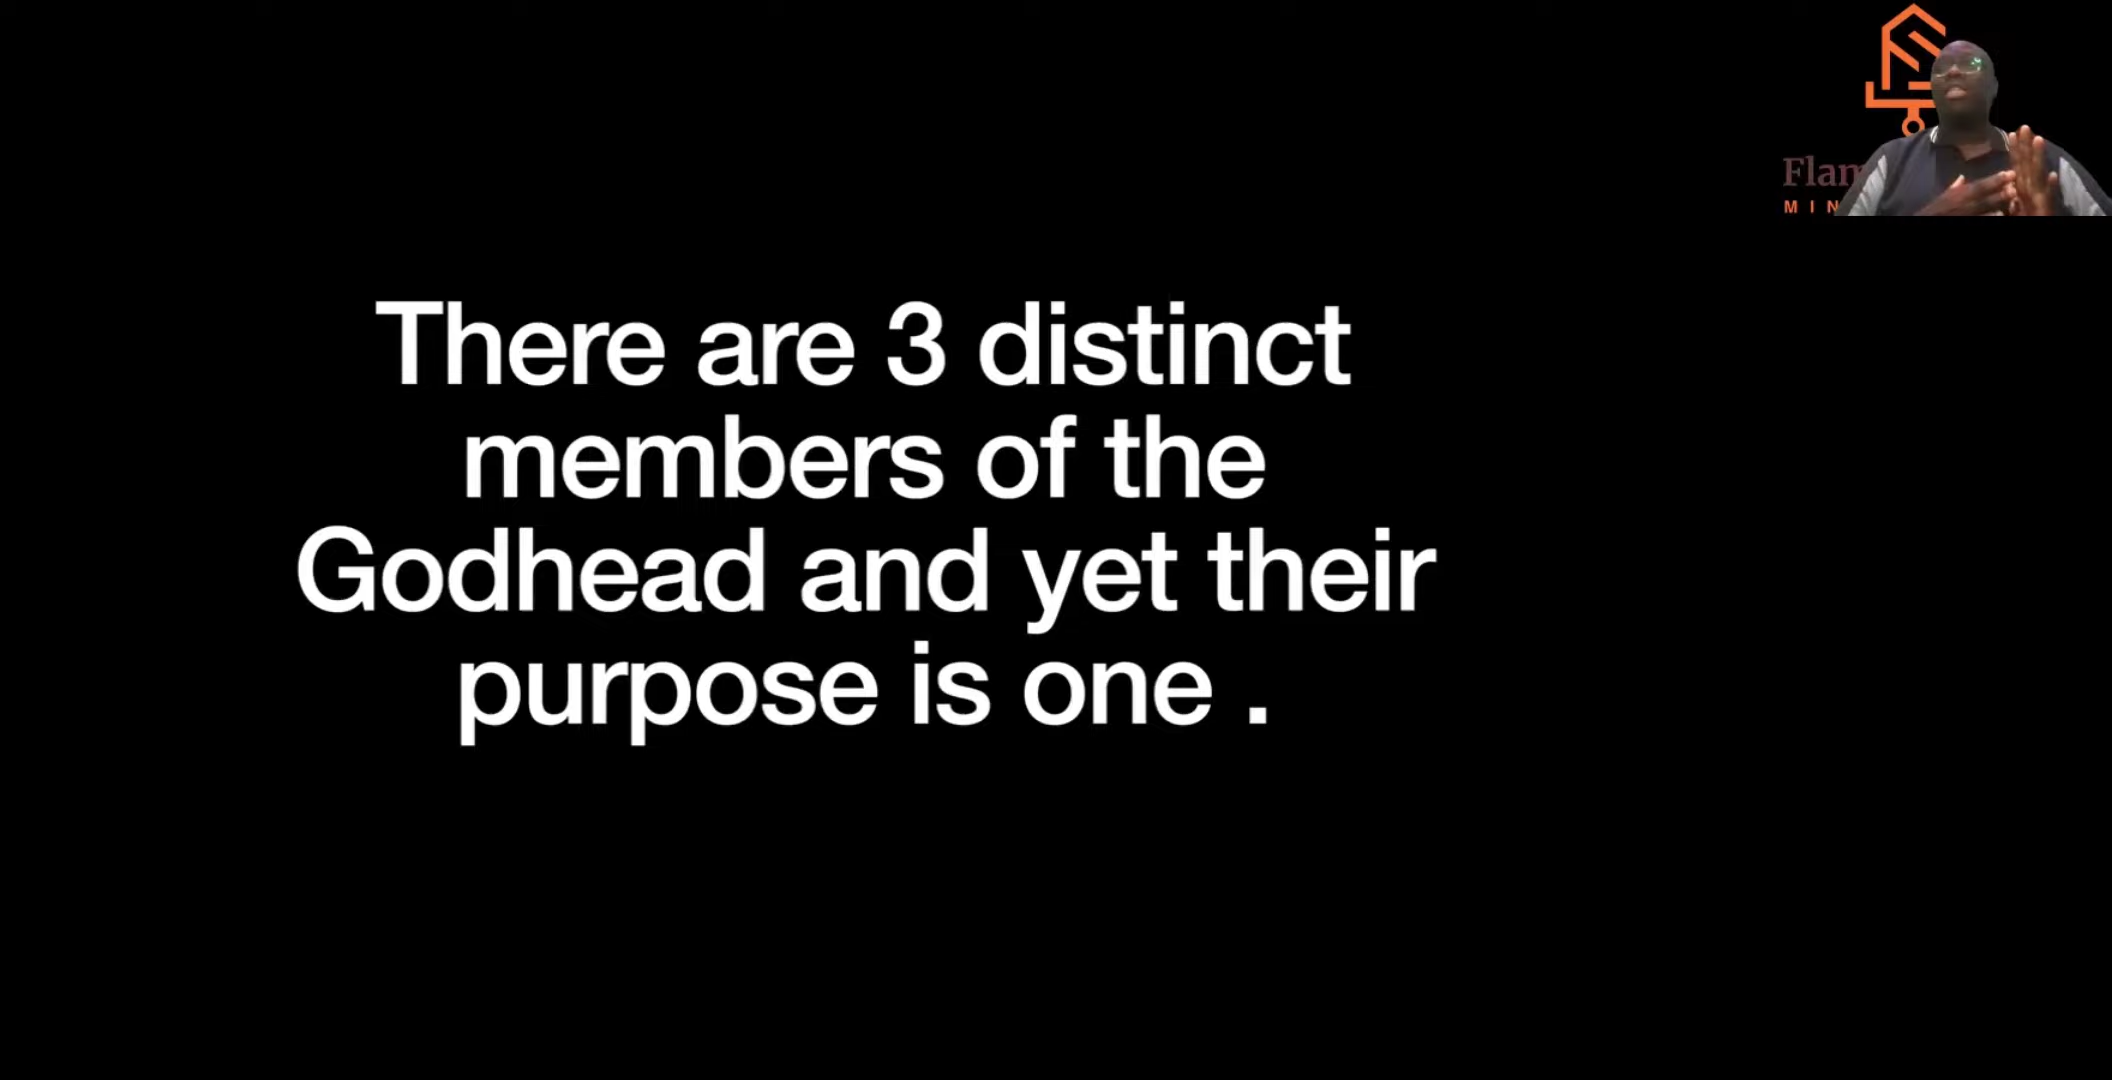 There are 3 distinct
members of the
Godhead and yet their
purpose is one .